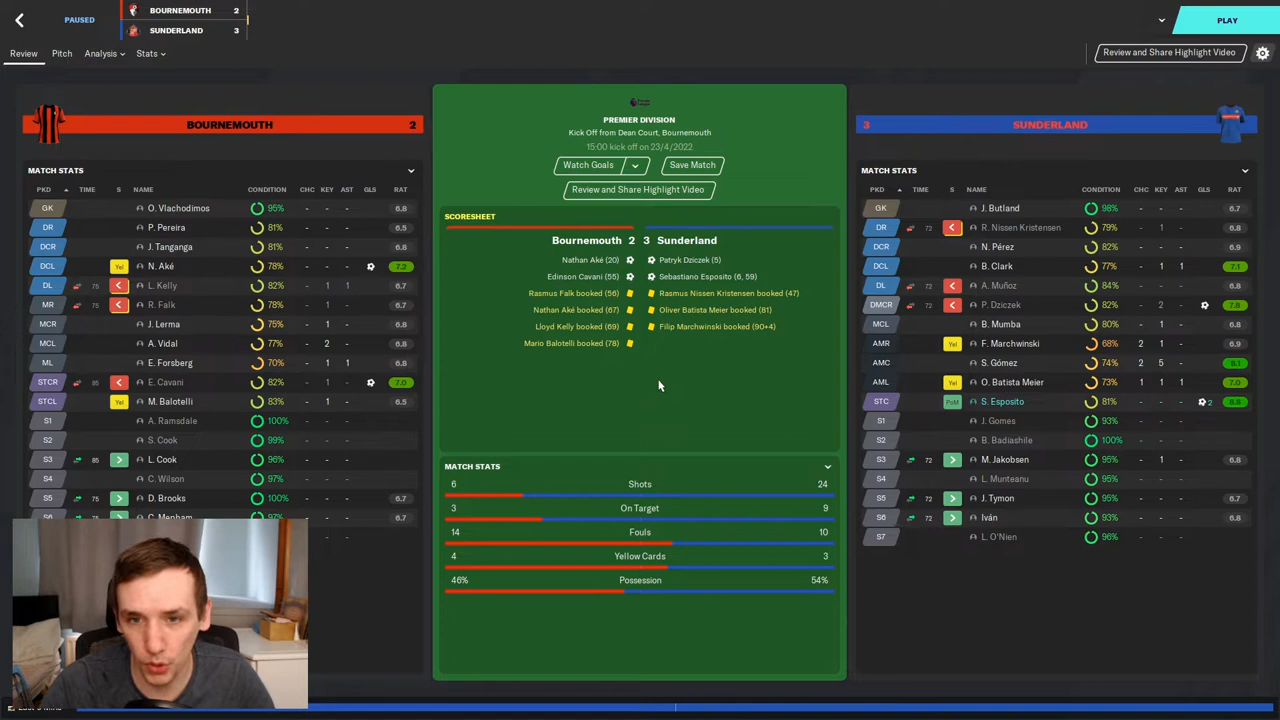 PAUSED
BOURNEMOUTH 2
SUNDERLAND 3
PLAY
Review Pitch Analysis Stats
Review and Share Highlight Video
BOURNEMOUTH 2
MATCH STATS
PKD TIME S NAME CONDITION CHC KEY AST GLS RAT
GK O. Vlachodimos 95% - - - 6.8
DR P. Pereira 81% - - - 6.5
DCR J. Tanganga 81% - - - 6.8
DCL Yel N. Aké 78% - - - 7.2
DL 75 L. Kelly 82% - 1 1 6.7
MR 75 R. Falk 78% - 1 - 6.7
MCR J. Lerma 75% - - - 6.8
MCL A. Vidal 77% - 2 - 6.8
ML E. Forsberg 70% - 1 1 6.8
STCR 85 E. Cavani 82% - 1 - 7.0
STCL Yel M. Balotelli 83% - 1 - 6.5
S1 A. Ramsdale 100% - - -
S2 S. Cook 99% - - -
S3 85 L. Cook 96% - - -
S4 C. Wilson 97% - - -
S5 75 D. Brooks 100% - - - 6.7
S6 75 C. Mepham 97% - - - 6.7
PREMIER DIVISION
Kick Off from Dean Court, Bournemouth
15:00 kick off on 23/4/2022
Watch Goals Save Match
Review and Share Highlight Video
SCORESHEET
Bournemouth 2 3 Sunderland
Nathan Aké (20) Patryk Dziczek (5)
Edinson Cavani (55) Sebastiano Esposito (6, 59)
Rasmus Falk booked (56) Rasmus Nissen Kristensen booked (47)
Nathan Aké booked (67) Oliver Batista Meier booked (81)
Lloyd Kelly booked (69) Filip Marchwinski booked (90+4)
Mario Balotelli booked (78)
MATCH STATS
6 Shots 24
3 On Target 9
14 Fouls 10
4 Yellow Cards 3
46% Possession 54%
3 SUNDERLAND
MATCH STATS
PKD TIME S NAME CONDITION CHC KEY AST GLS RAT
GK J. Butland 98% - - - 6.7
DR 72 R. Nissen Kristensen 79% - 1 - 6.8
DCR N. Pérez 82% - - - 6.9
DCL B. Clark 77% - 1 1 7.1
DL 72 A. Muñoz 84% - - - 6.8
DMCR 72 P. Dziczek 82% - 2 - 7.8
MCL B. Mumba 80% - 1 - 6.8
AMR Yel F. Marchwinski 68% 2 1 - 6.9
AMC S. Gómez 74% 2 5 - 8.1
AML Yel O. Batista Meier 73% 1 1 1 7.0
STC PoM S. Esposito 81% - - - 2 8.8
S1 J. Gomes 93% - - -
S2 B. Badiashile 100% - - -
S3 72 M. Jakobsen 95% - 1 - 6.8
S4 L. Munteanu 95% - - -
S5 72 J. Tymon 95% - - - 6.7
S6 72 Iván 93% - - - 6.8
S7 L. O'Nien 96% - - -